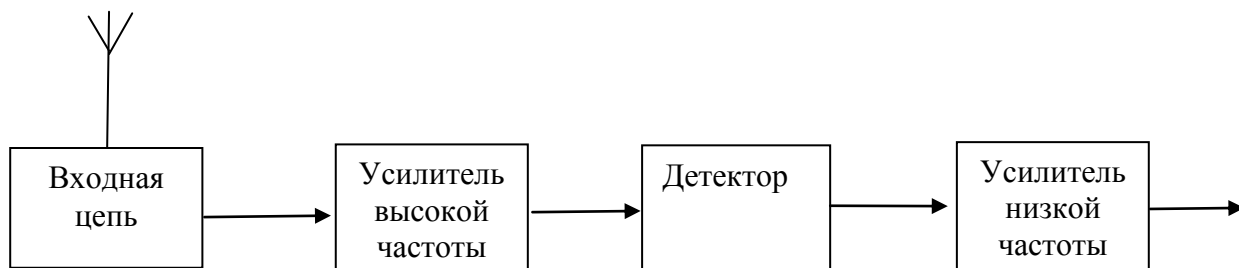 Входная
цепь
Усилитель
высокой
частоты
Детектор
Усилитель
низкой
частоты